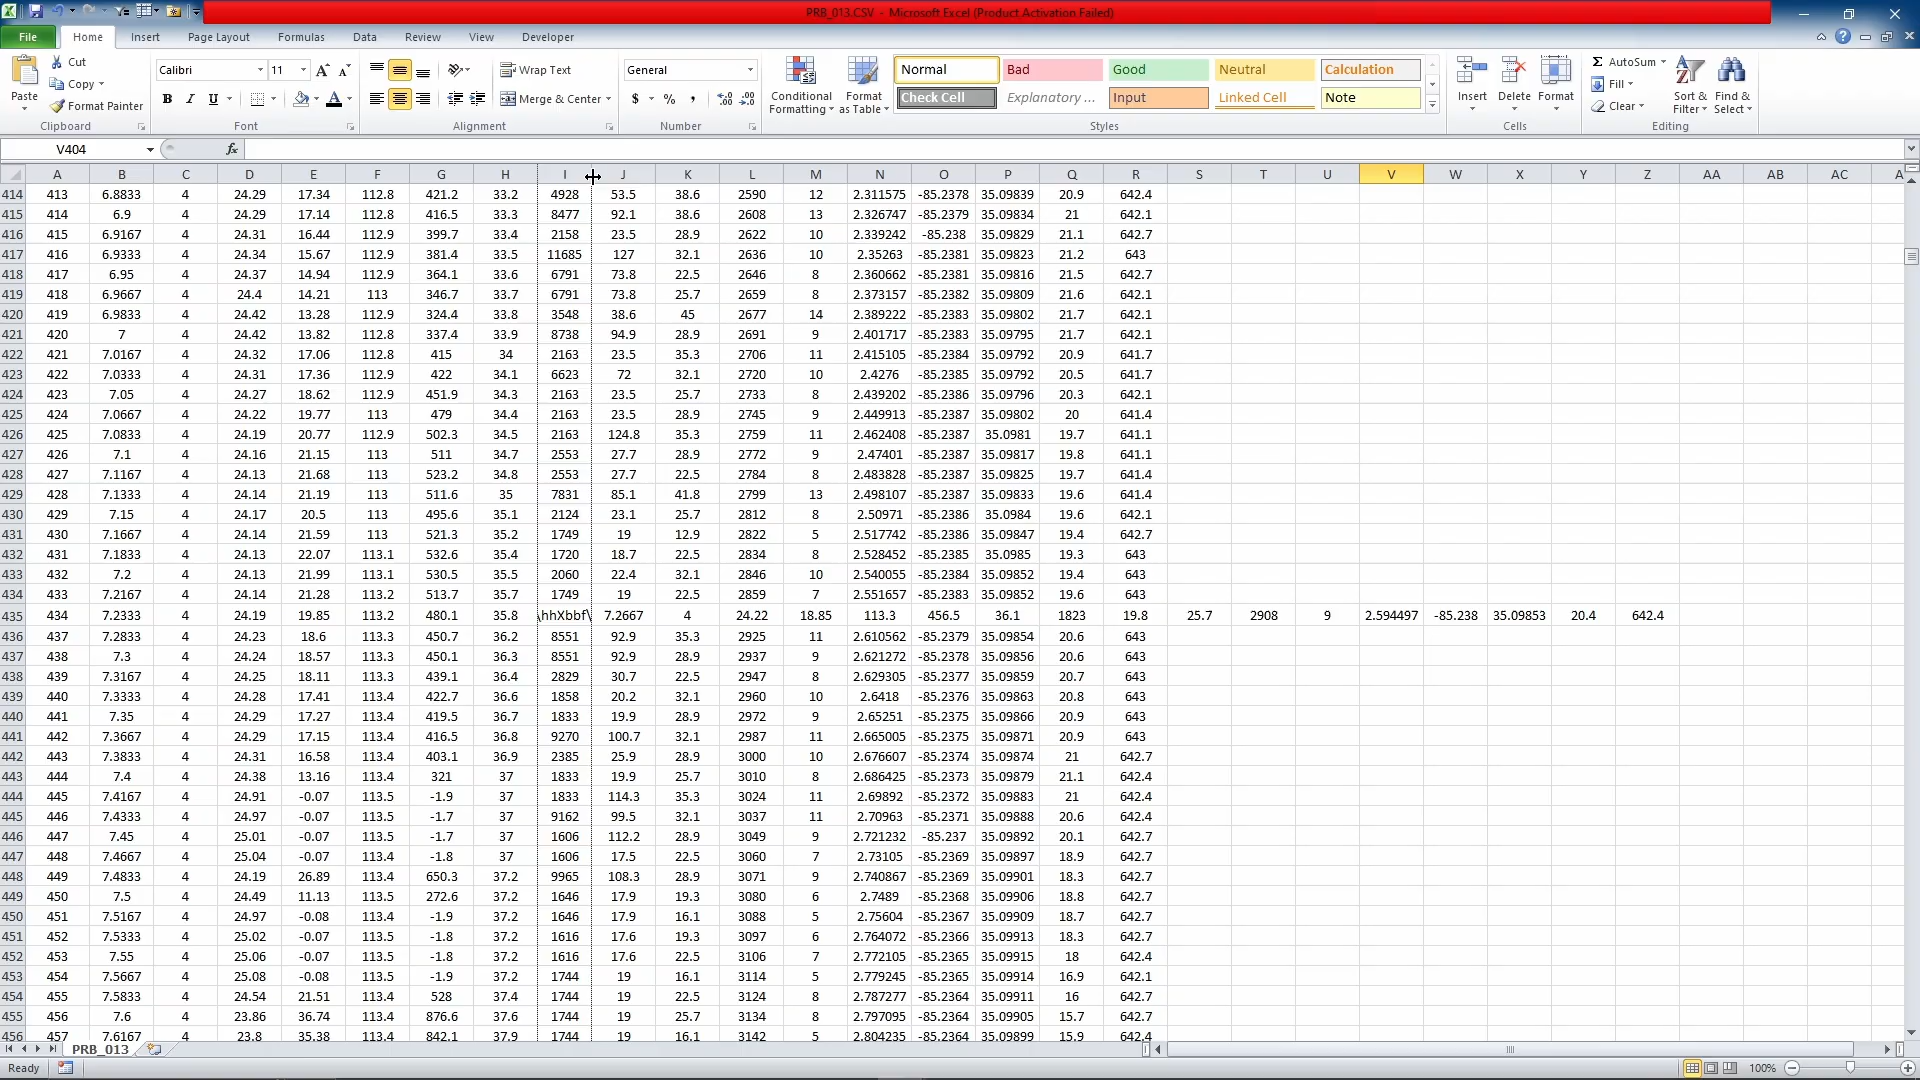 PRB_013.CSV - Microsoft Excel (Product Activation Failed)
File Home Insert Page Layout Formulas Data Review View Developer
Cut
Copy
Format Painter
Paste
Clipboard
Calibri 11
B I U
Font
Wrap Text
Merge & Center
Alignment
General
$ % ,
Number
Conditional Formatting
Format as Table
Normal Bad Good Neutral Calculation
Check Cell Explanatory ... Input Linked Cell Note
Styles
Insert Delete Format
Cells
Σ AutoSum
Fill
Clear
Sort & Filter
Find & Select
Editing
V404 fx
A B C D E F G H I J K L M N O P Q R S T U V W X Y Z AA AB AC A
414 413 6.8833 4 24.29 17.34 112.8 421.2 33.2 4928 53.5 38.6 2590 12 2.311575 -85.2378 35.09839 20.9 642.4
415 414 6.9 4 24.29 17.14 112.8 416.5 33.3 8477 92.1 38.6 2608 13 2.326747 -85.2379 35.09834 21 642.1
416 415 6.9167 4 24.31 16.44 112.9 399.7 33.4 2158 23.5 28.9 2622 10 2.339242 -85.238 35.09829 21.1 642.7
417 416 6.9333 4 24.34 15.67 112.9 381.4 33.5 11685 127 32.1 2636 10 2.35263 -85.2381 35.09823 21.2 643
418 417 6.95 4 24.37 14.94 112.9 364.1 33.6 6791 73.8 22.5 2646 8 2.360662 -85.2381 35.09816 21.5 642.7
419 418 6.9667 4 24.4 14.21 113 346.7 33.7 6791 73.8 25.7 2659 8 2.373157 -85.2382 35.09809 21.6 642.1
420 419 6.9833 4 24.42 13.28 112.9 324.4 33.8 3548 38.6 45 2677 14 2.389222 -85.2383 35.09802 21.7 642.1
421 420 7 4 24.42 13.82 112.8 337.4 33.9 8738 94.9 28.9 2691 9 2.401717 -85.2383 35.09795 21.7 642.1
422 421 7.0167 4 24.32 17.06 112.8 415 34 2163 23.5 35.3 2706 11 2.415105 -85.2384 35.09792 20.9 641.7
423 422 7.0333 4 24.31 17.36 112.9 422 34.1 6623 72 32.1 2720 10 2.4276 -85.2385 35.09792 20.5 641.7
424 423 7.05 4 24.27 18.62 112.9 451.9 34.3 2163 23.5 25.7 2733 8 2.439202 -85.2386 35.09796 20.3 642.1
425 424 7.0667 4 24.22 19.77 113 479 34.4 2163 23.5 28.9 2745 9 2.449913 -85.2387 35.09802 20 641.4
426 425 7.0833 4 24.19 20.77 112.9 502.3 34.5 2163 124.8 35.3 2759 11 2.462408 -85.2387 35.0981 19.7 641.1
427 426 7.1 4 24.16 21.15 113 511 34.7 2553 27.7 28.9 2772 9 2.47401 -85.2387 35.09817 19.8 641.1
428 427 7.1167 4 24.13 21.68 113 523.2 34.8 2553 27.7 22.5 2784 8 2.483828 -85.2387 35.09825 19.7 641.4
429 428 7.1333 4 24.14 21.19 113 511.6 35 7831 85.1 41.8 2799 13 2.498107 -85.2387 35.09833 19.6 641.4
430 429 7.15 4 24.17 20.5 113 495.6 35.1 2124 23.1 25.7 2812 8 2.50971 -85.2386 35.0984 19.6 642.1
431 430 7.1667 4 24.14 21.59 113 521.3 35.2 1749 19 12.9 2822 5 2.517742 -85.2386 35.09847 19.4 642.7
432 431 7.1833 4 24.13 22.07 113.1 532.6 35.4 1720 18.7 22.5 2834 8 2.528452 -85.2385 35.0985 19.3 643
433 432 7.2 4 24.13 21.99 113.1 530.5 35.5 2060 22.4 32.1 2846 10 2.540055 -85.2384 35.09852 19.4 643
434 433 7.2167 4 24.14 21.28 113.2 513.7 35.7 1749 19 22.5 2859 7 2.551657 -85.2383 35.09852 19.6 643
435 434 7.2333 4 24.19 19.85 113.2 480.1 35.8 \hhXbbf\ 7.2667 4 24.22 18.85 113.3 456.5 36.1 1823 19.8 25.7 2908 9 2.594497 -85.238 35.09853 20.4 642.4
436 437 7.2833 4 24.23 18.6 113.3 450.7 36.2 8551 92.9 35.3 2925 11 2.610562 -85.2379 35.09854 20.6 643
437 438 7.3 4 24.24 18.57 113.3 450.1 36.3 8551 92.9 28.9 2937 9 2.621272 -85.2378 35.09856 20.6 643
438 439 7.3167 4 24.25 18.11 113.3 439.1 36.4 2829 30.7 22.5 2947 8 2.629305 -85.2377 35.09859 20.7 643
439 440 7.3333 4 24.28 17.41 113.4 422.7 36.6 1858 20.2 32.1 2960 10 2.6418 -85.2376 35.09863 20.8 643
440 441 7.35 4 24.29 17.27 113.4 419.5 36.7 1833 19.9 28.9 2972 9 2.65251 -85.2375 35.09866 20.9 643
441 442 7.3667 4 24.29 17.15 113.4 416.5 36.8 9270 100.7 32.1 2987 11 2.665005 -85.2375 35.09871 20.9 643
442 443 7.3833 4 24.31 16.58 113.4 403.1 36.9 2385 25.9 28.9 3000 10 2.676607 -85.2374 35.09874 21 642.7
443 444 7.4 4 24.38 13.16 113.4 321 37 1833 19.9 25.7 3010 8 2.686425 -85.2373 35.09879 21.1 642.4
444 445 7.4167 4 24.91 -0.07 113.5 -1.9 37 1833 114.3 35.3 3024 11 2.69892 -85.2372 35.09883 21 642.4
445 446 7.4333 4 24.97 -0.07 113.5 -1.7 37 9162 99.5 32.1 3037 11 2.70963 -85.2371 35.09888 20.6 642.4
446 447 7.45 4 25.01 -0.07 113.5 -1.7 37 1606 112.2 28.9 3049 9 2.721232 -85.237 35.09892 20.1 642.7
447 448 7.4667 4 25.04 -0.07 113.4 -1.8 37 1606 17.5 22.5 3060 7 2.73105 -85.2369 35.09897 18.9 642.7
448 449 7.4833 4 24.19 26.89 113.4 650.3 37.2 9965 108.3 28.9 3071 9 2.740867 -85.2369 35.09901 18.3 642.7
449 450 7.5 4 24.49 11.13 113.4 272.6 37.2 1646 17.9 19.3 3080 6 2.7489 -85.2368 35.09906 18.8 642.7
450 451 7.5167 4 24.97 -0.08 113.4 -1.9 37.2 1646 17.9 16.1 3088 5 2.75604 -85.2367 35.09909 18.7 642.7
451 452 7.5333 4 25.02 -0.07 113.5 -1.8 37.2 1616 17.6 19.3 3097 6 2.764072 -85.2366 35.09913 18.3 642.7
452 453 7.55 4 25.06 -0.07 113.5 -1.8 37.2 1616 17.6 22.5 3106 7 2.772105 -85.2365 35.09915 18 642.4
453 454 7.5667 4 25.08 -0.08 113.5 -1.9 37.2 1744 19 16.1 3114 5 2.779245 -85.2365 35.09914 16.9 642.1
454 455 7.5833 4 24.54 21.51 113.4 528 37.4 1744 19 22.5 3124 8 2.787277 -85.2364 35.09911 16 642.7
455 456 7.6 4 23.86 36.74 113.4 876.6 37.6 1744 19 25.7 3134 8 2.797095 -85.2364 35.09905 15.7 642.7
456 457 7.6167 4 23.8 35.38 113.4 842.1 37.9 1744 19 16.1 3142 5 2.804235 -85.2364 35.09899 15.9 642.4
PRB_013
Ready 100%